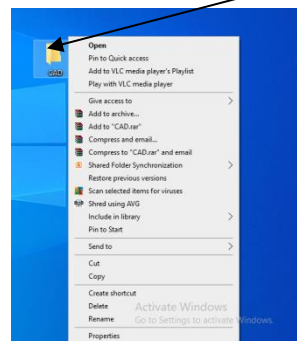 CAD
Open
Pin to Quick access
Add to VLC media player's Playlist
Play with VLC media player
Give access to
Add to archive...
Add to "CAD.rar"
Compress and email...
Compress to "CAD.rar" and email
Shared Folder Synchronization
Restore previous versions
Scan selected items for viruses
Shred using AVG
Include in library
Pin to Start
Send to
Cut
Copy
Create shortcut
Delete
Rename
Properties
Activate Windows
Go to Settings to activate Windows.